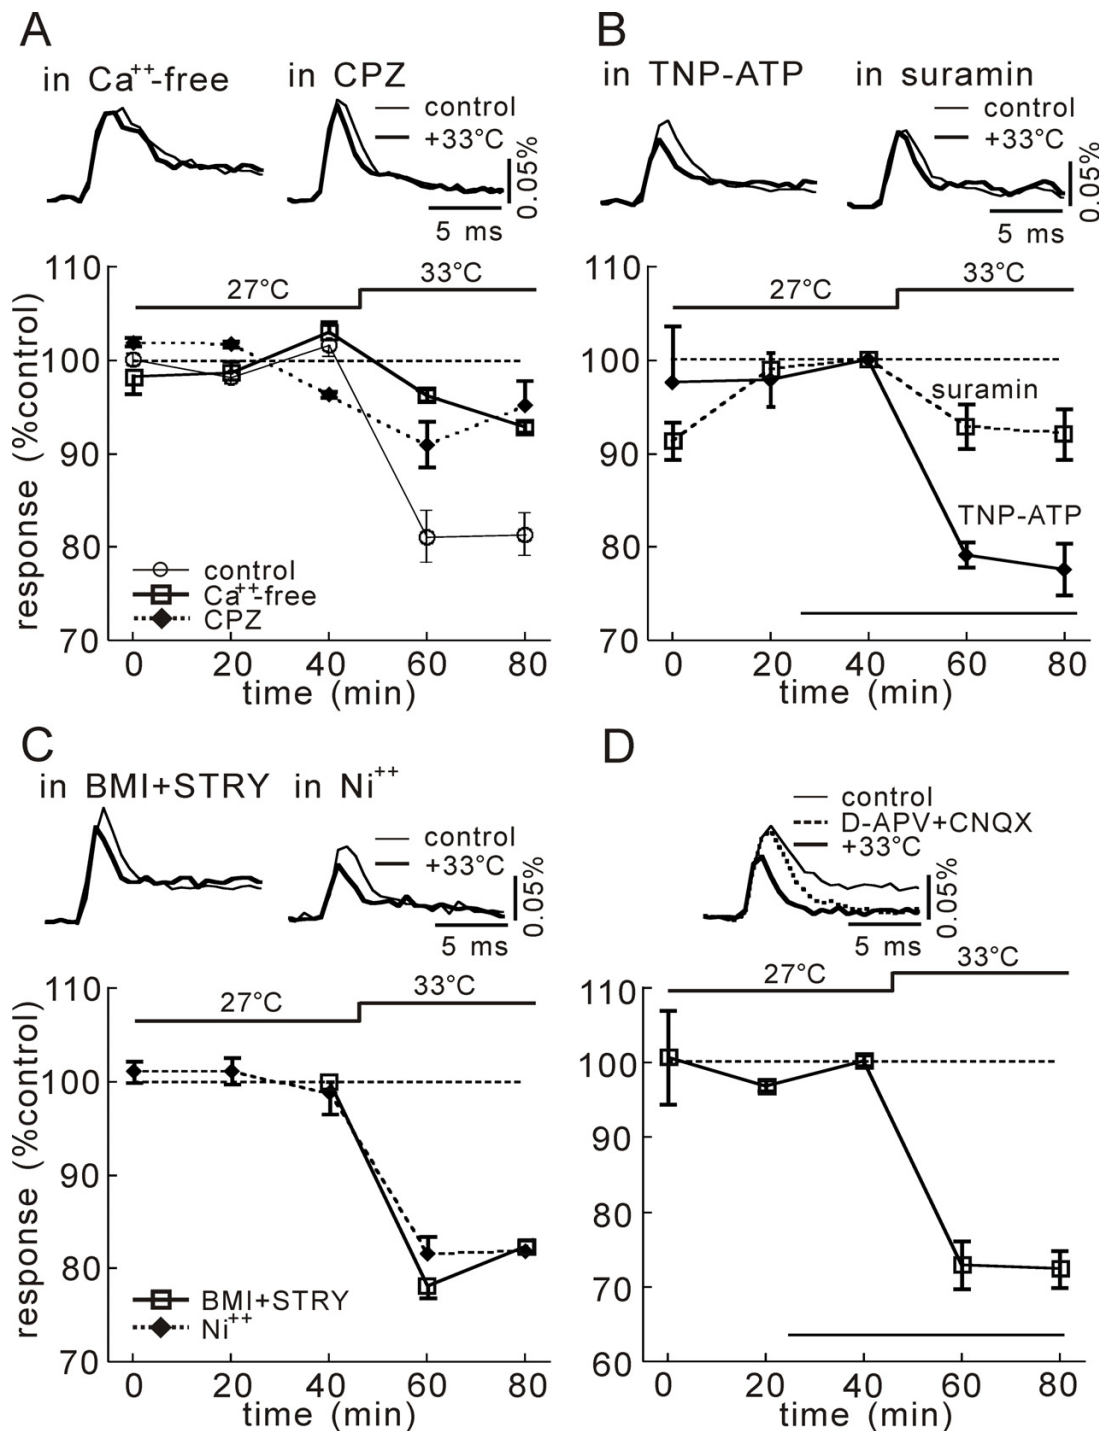 A
in Ca++-free
in CPZ
control
+33°C
0.05%
5 ms
110
100
90
80
70
response (%control)
27°C
33°C
control
Ca++-free
CPZ
0 20 40 60 80
time (min)
B
in TNP-ATP
in suramin
control
+33°C
0.05%
5 ms
110
100
90
80
70
27°C
33°C
suramin
TNP-ATP
0 20 40 60 80
time (min)
C
in BMI+STRY
in Ni++
control
+33°C
0.05%
5 ms
110
100
90
80
70
response (%control)
27°C
33°C
BMI+STRY
Ni++
0 20 40 60 80
time (min)
D
control
D-APV+CNQX
+33°C
0.05%
5 ms
110
100
90
80
70
60
27°C
33°C
0 20 40 60 80
time (min)